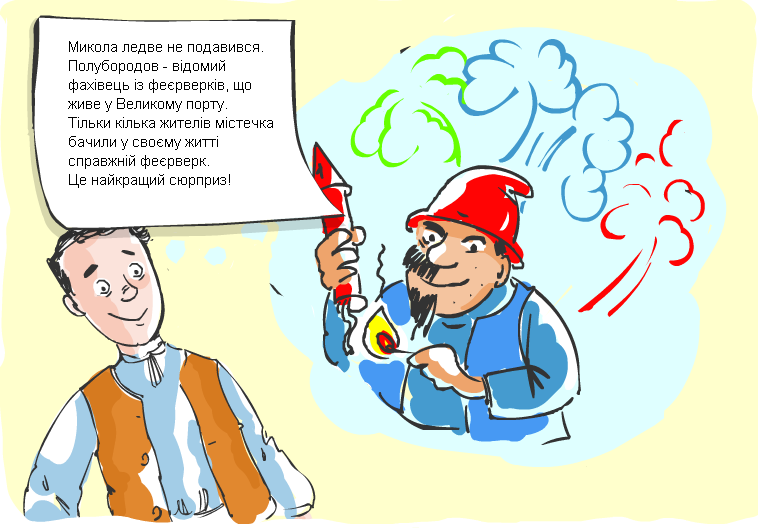 Микола ледве не подавився.
Полубородов - відомий
фахівець із феєрверків, що
живе у Великому порту.
Тільки кілька жителів містечка
бачили у своєму житті
справжній феєрверк.
Це найкращий сюрприз!